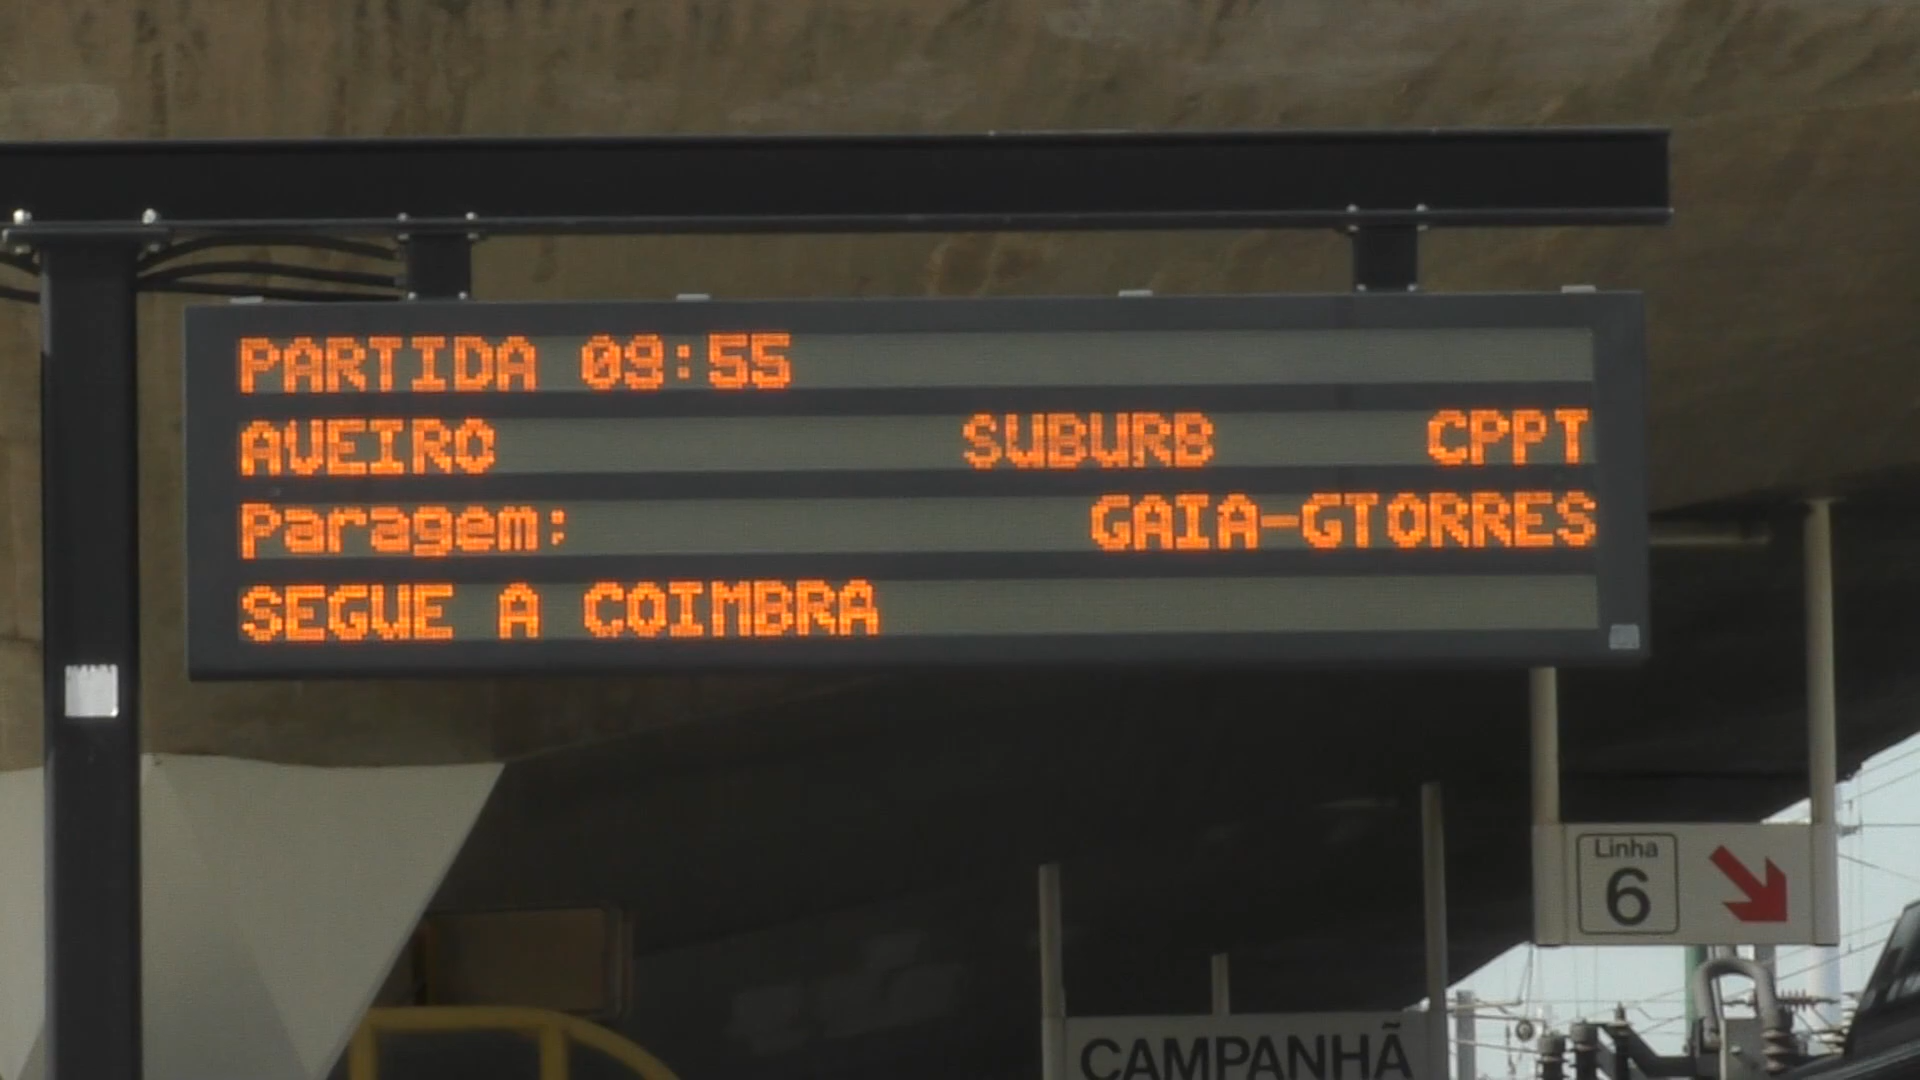 PARTIDA 09:55
AVEIRO SUBURB CPPT
Paragem: GAIA-GTORRES
SEGUE A COIMBRA
Linha
6
CAMPANHÃ